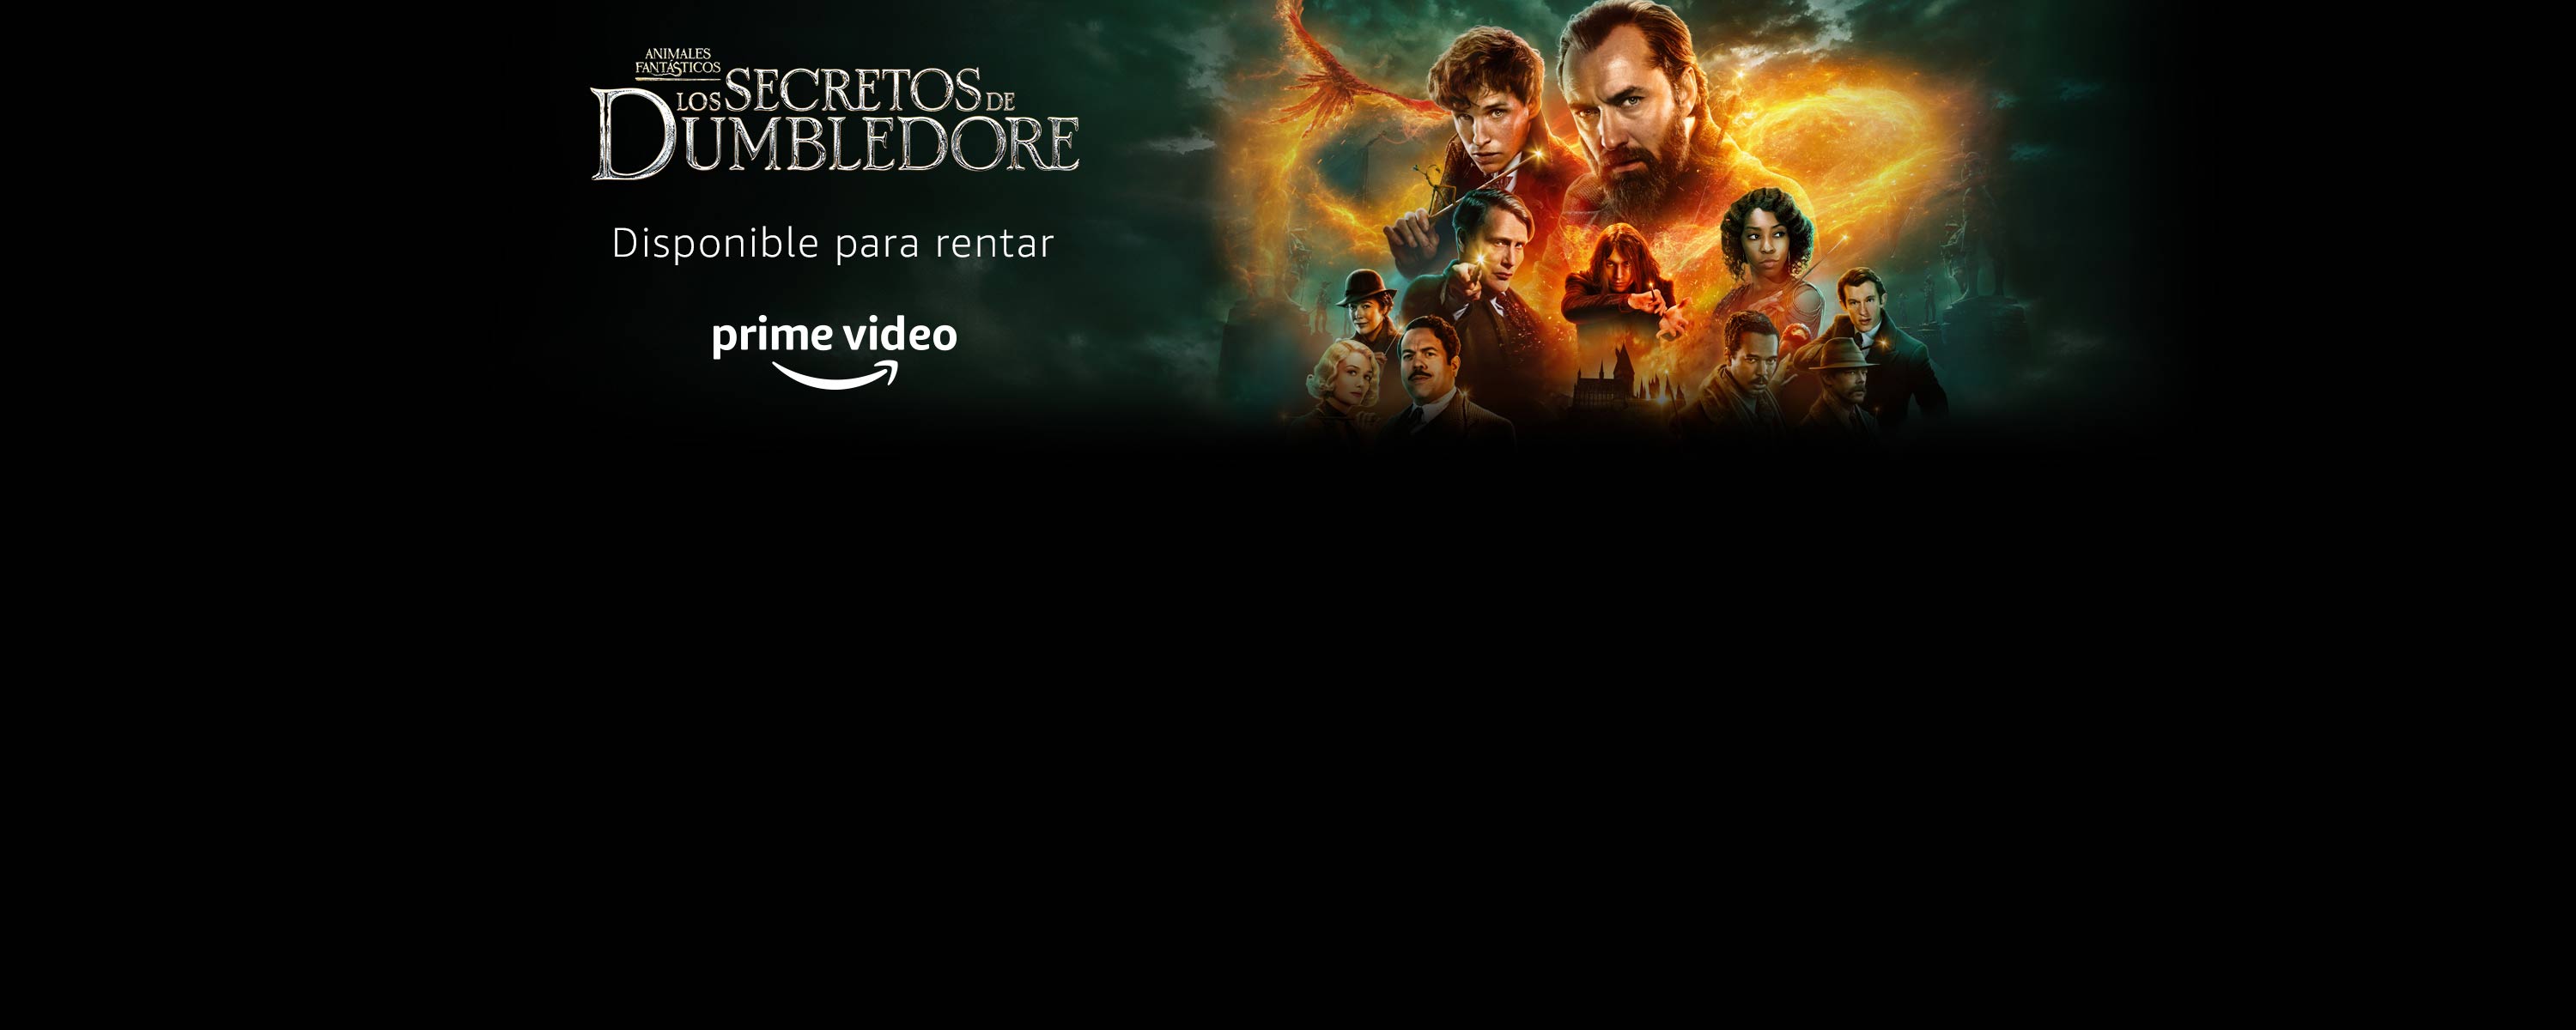 ANIMALES
FANTÁSTICOS
LOS SECRETOS DE
DUMBLEDORE
Disponible para rentar
prime video